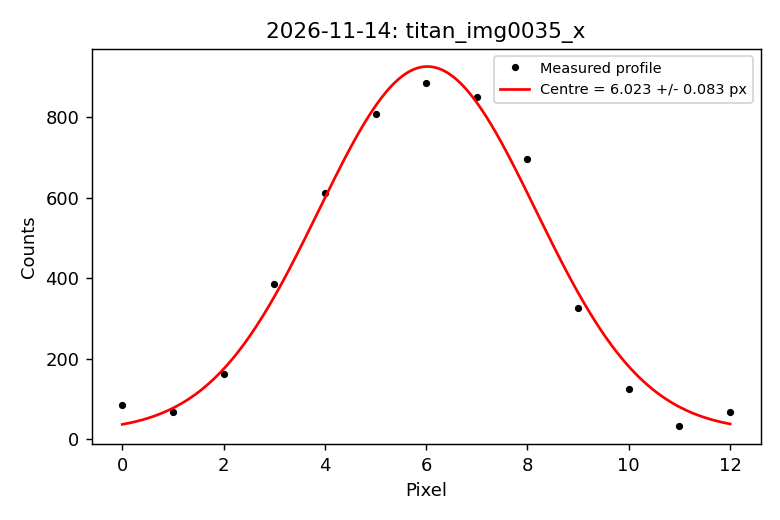 2026-11-14: titan_img0035_x
Measured profile
Centre = 6.023 +/- 0.083 px
Counts
800
600
400
200
0
0 2 4 6 8 10 12
Pixel